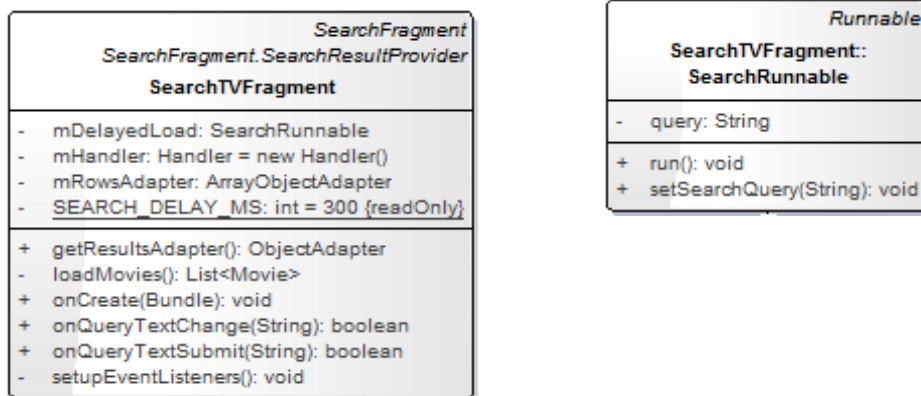 SearchFragment
SearchFragment.SearchResultProvider
SearchTVFragment
- mDelayedLoad: SearchRunnable
- mHandler: Handler = new Handler()
- mRowsAdapter: ArrayObjectAdapter
- SEARCH_DELAY_MS: int = 300 {readOnly}
+ getResultsAdapter(): ObjectAdapter
- loadMovies(): List<Movie>
+ onCreate(Bundle): void
+ onQueryTextChange(String): boolean
+ onQueryTextSubmit(String): boolean
- setupEventListeners(): void
Runnable
SearchTVFragment::
SearchRunnable
- query: String
+ run(): void
+ setSearchQuery(String): void